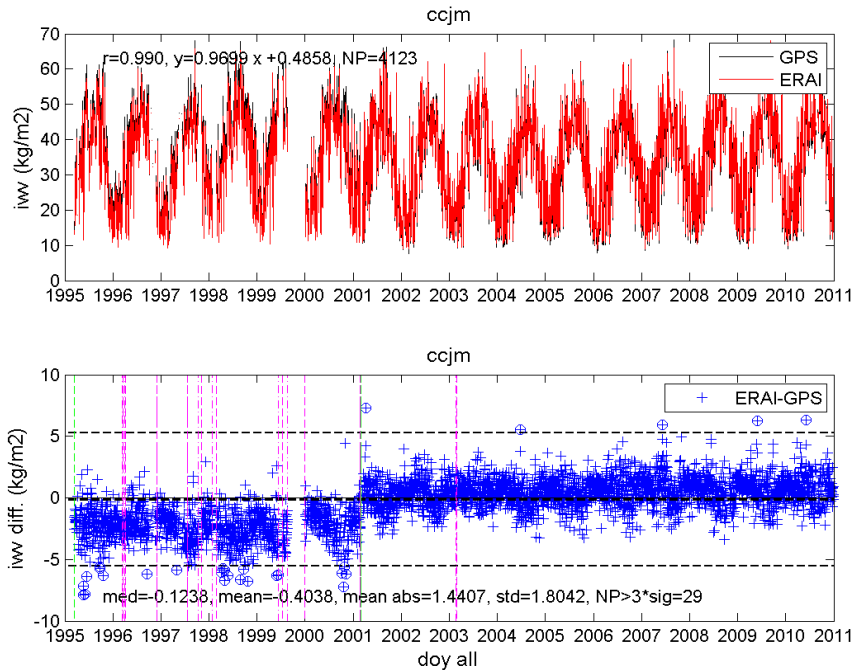 ccjm
r=0.990, y=0.9699 x +0.4858, NP=4123
GPS
ERAI
iwv (kg/m2)
70
60
50
40
30
20
10
0
1995 1996 1997 1998 1999 2000 2001 2002 2003 2004 2005 2006 2007 2008 2009 2010 2011
ccjm
ERAI-GPS
iwv diff. (kg/m2)
10
5
0
-5
-10
med=-0.1238, mean=-0.4038, mean abs=1.4407, std=1.8042, NP>3*sig=29
1995 1996 1997 1998 1999 2000 2001 2002 2003 2004 2005 2006 2007 2008 2009 2010 2011
doy all